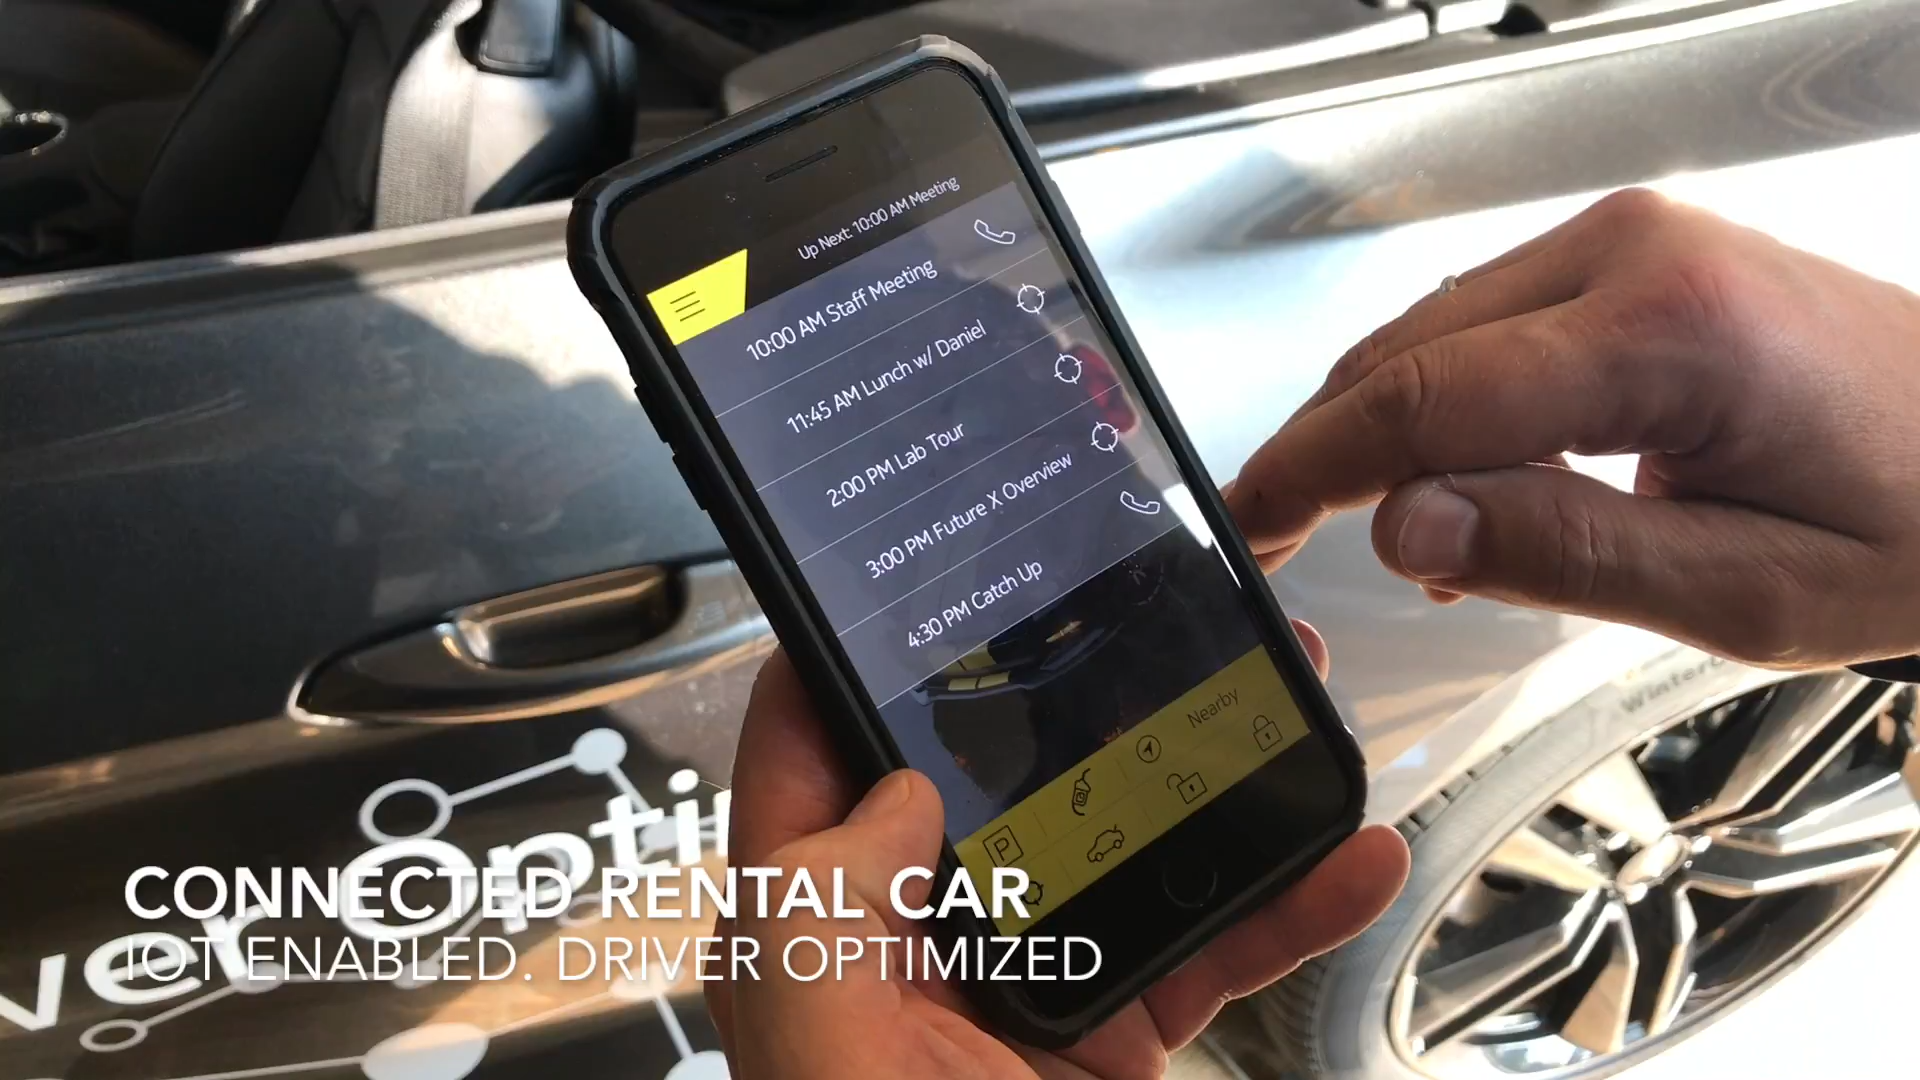 Up Next: 10:00 AM Meeting
10:00 AM Staff Meeting
11:45 AM Lunch w/ Daniel
2:00 PM Lab Tour
3:00 PM Future X Overview
4:30 PM Catch Up
Nearby
P
ver Opti
CONNECTED RENTAL CAR
IOT ENABLED. DRIVER OPTIMIZED